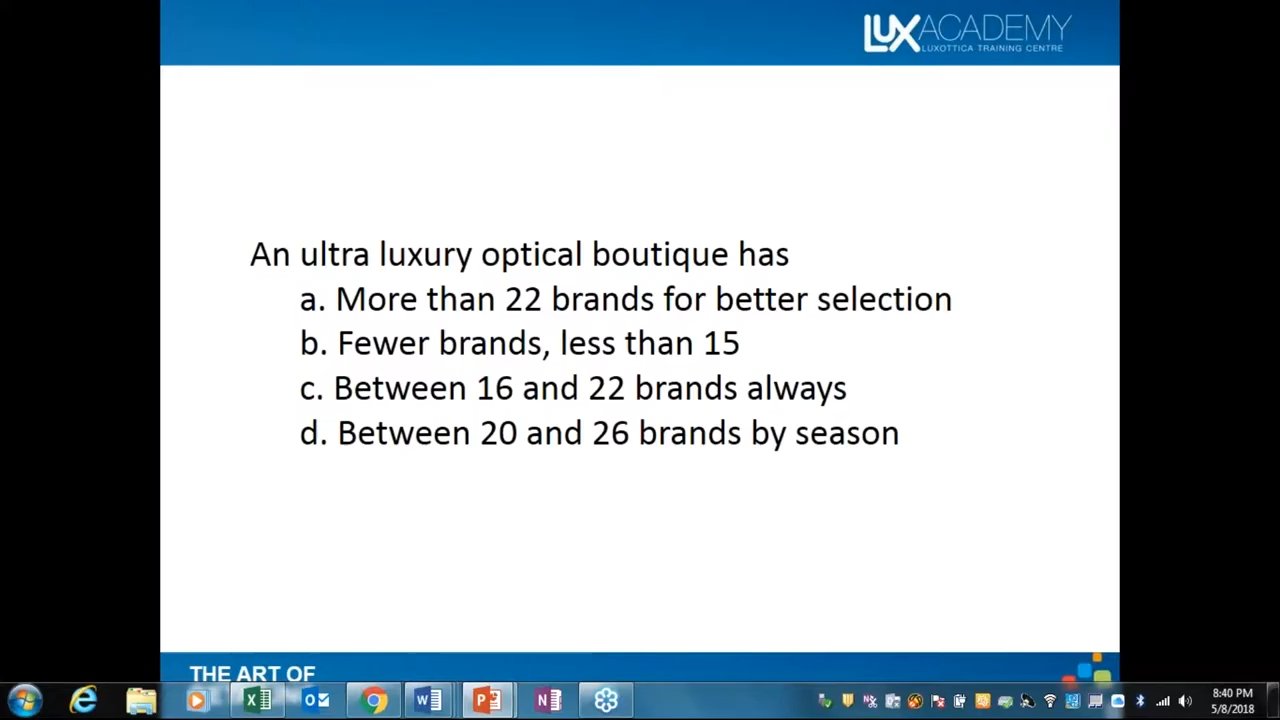 LUXACADEMY
LUXOTTICA TRAINING CENTRE
An ultra luxury optical boutique has
a. More than 22 brands for better selection
b. Fewer brands, less than 15
c. Between 16 and 22 brands always
d. Between 20 and 26 brands by season
THE ART OF
8:40 PM
5/8/2018